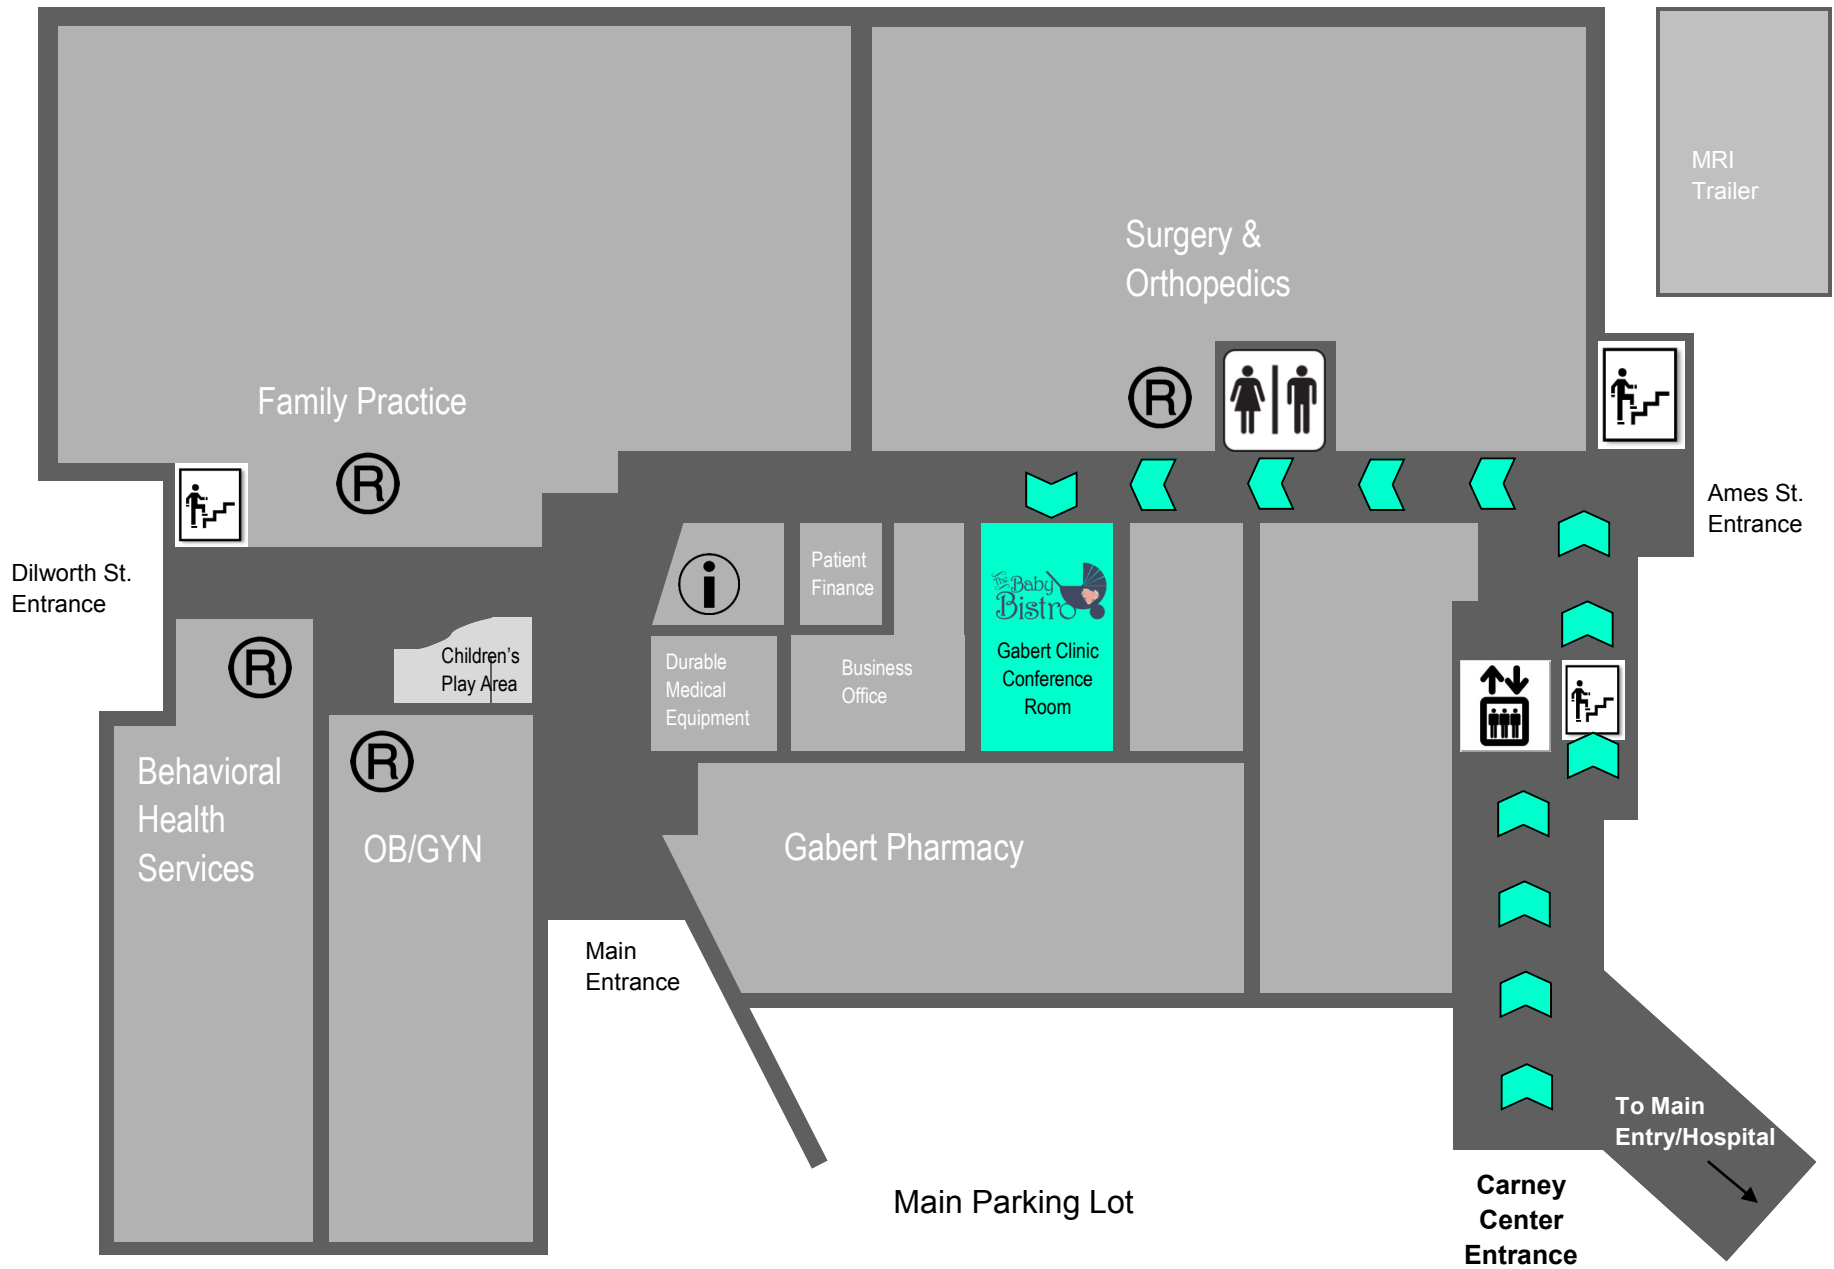 MRI
Trailer
Surgery &
Orthopedics
Family Practice
R
R
Ames St.
Entrance
Dilworth St.
Entrance
Patient
Finance
i
The
Baby
Bistro
Gabert Clinic
Conference
Room
Children's
Play Area
R
Durable
Medical
Equipment
Business
Office
R
Behavioral
Health
Services
OB/GYN
Gabert Pharmacy
Main
Entrance
To Main
Entry/Hospital
Main Parking Lot
Carney
Center
Entrance